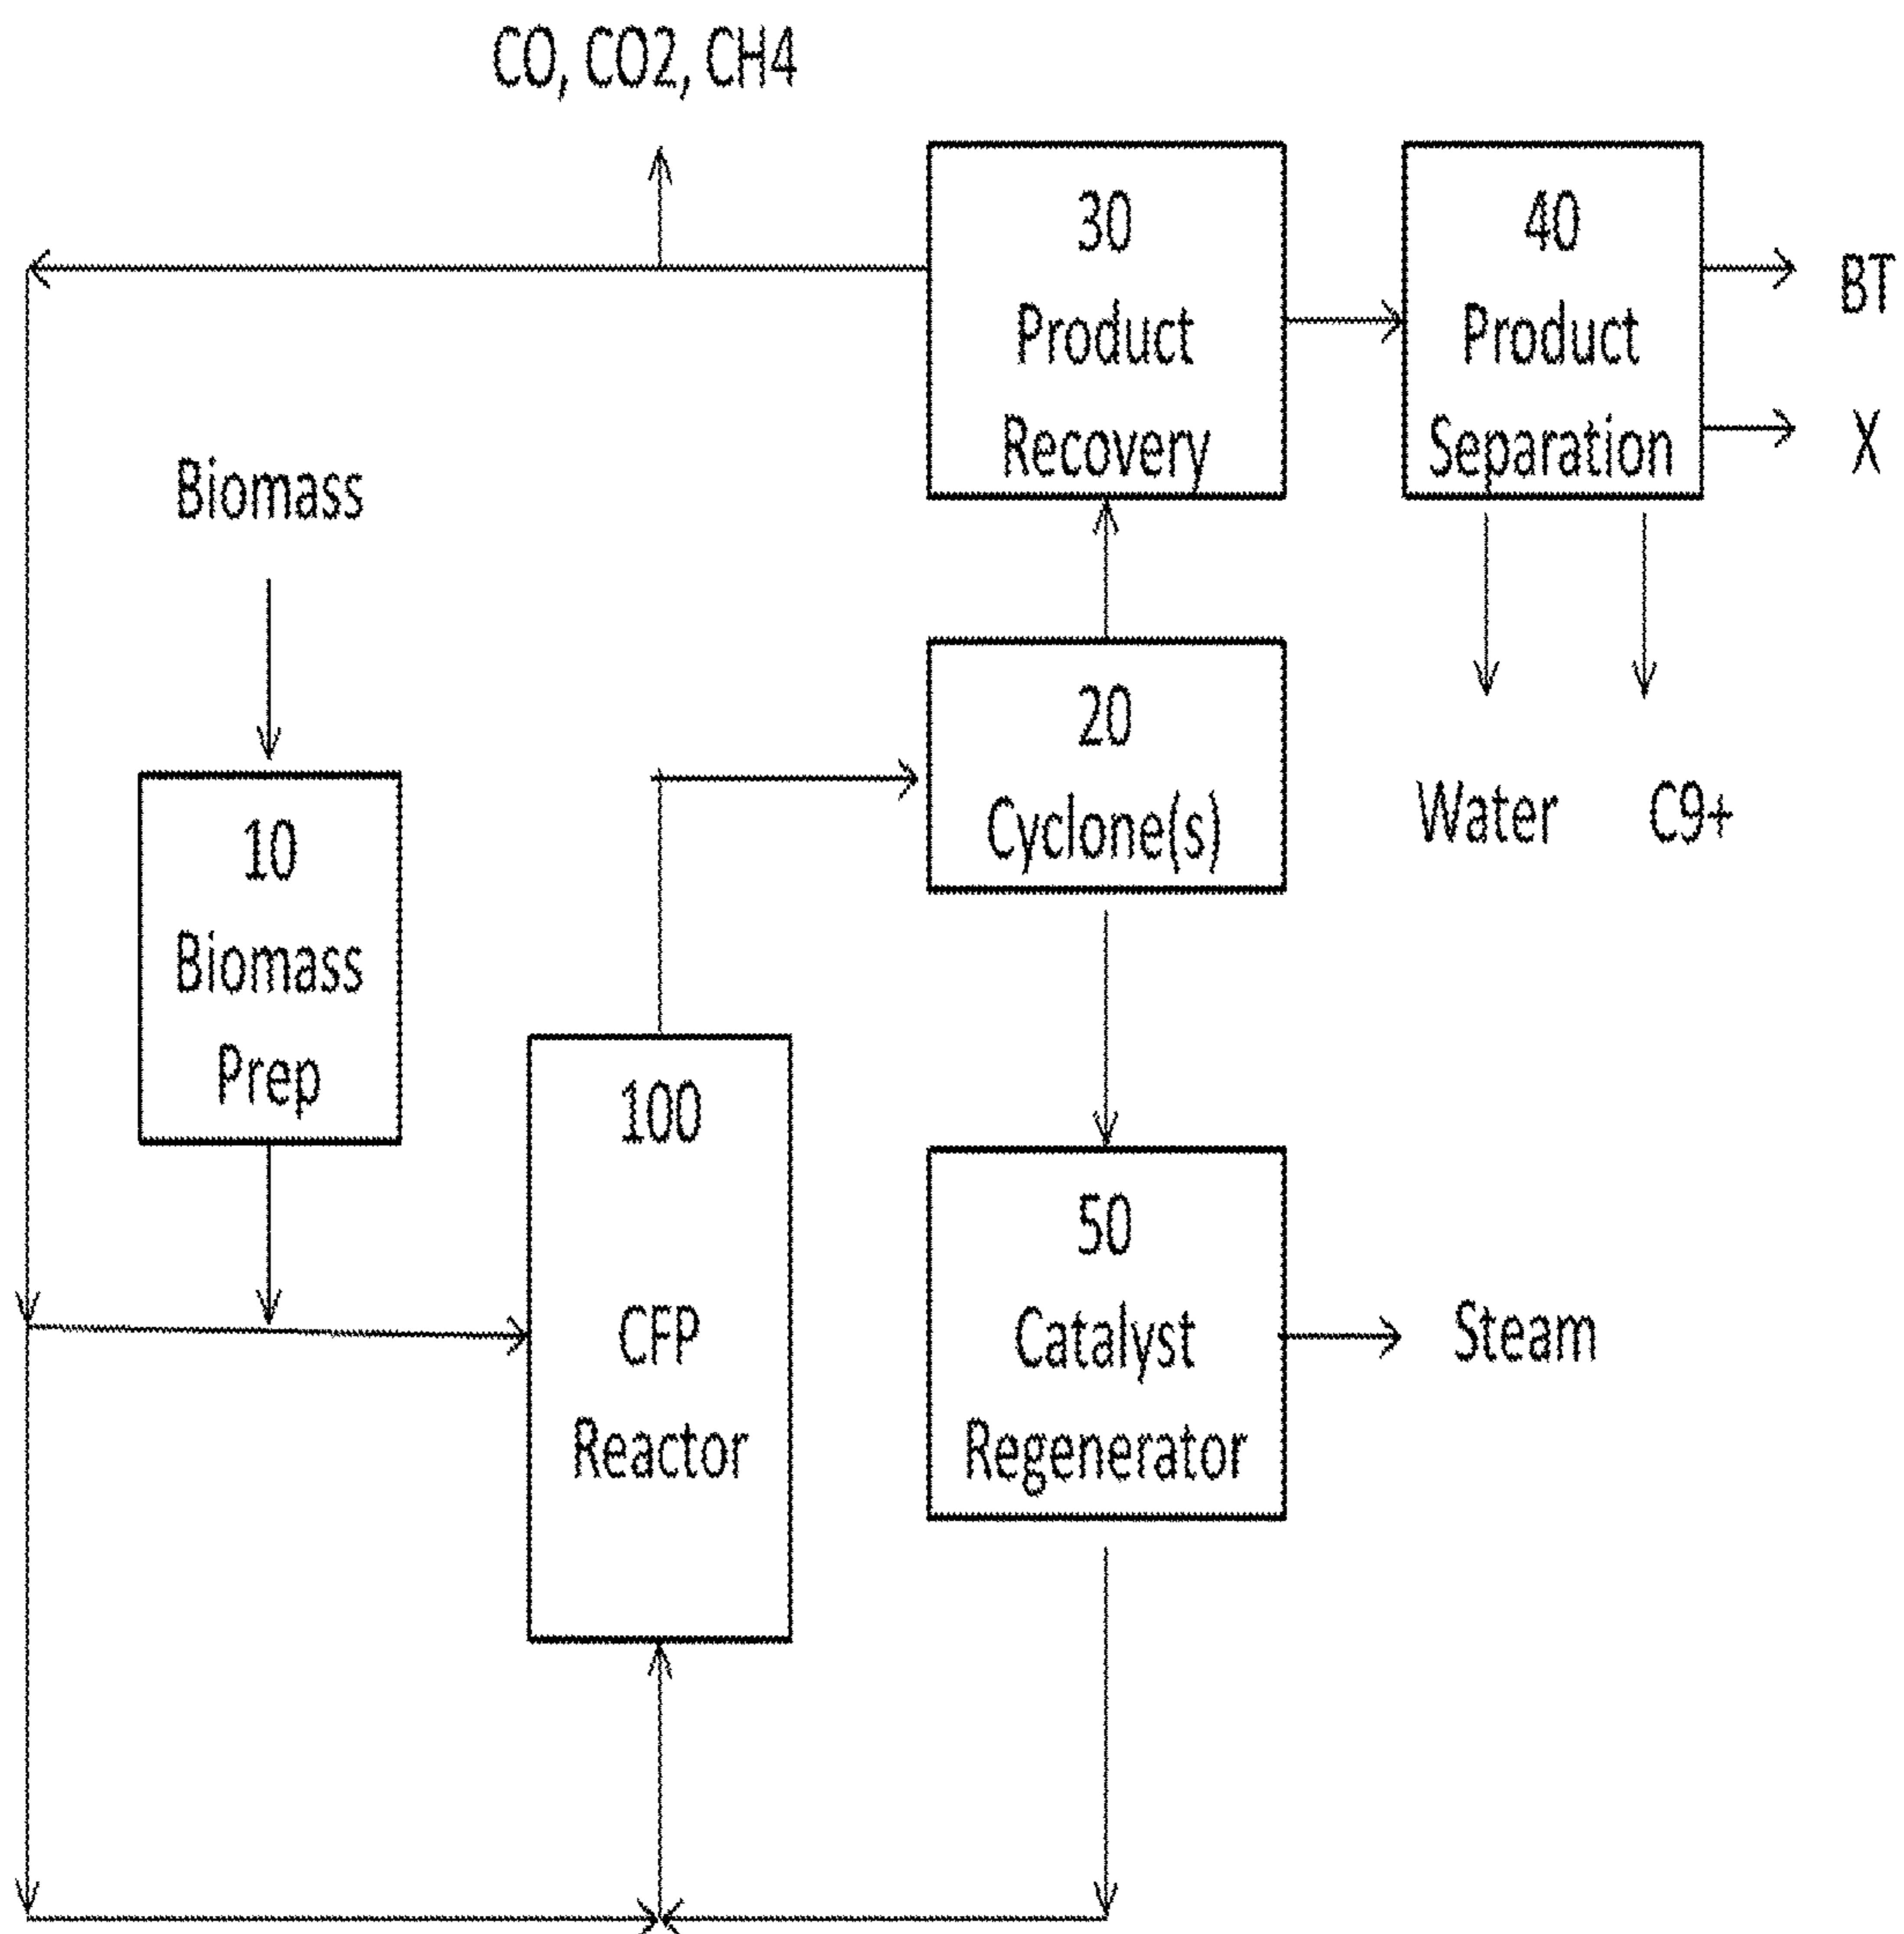 CO, CO2, CH4
30
Product
Recovery
40
Product
Separation
BT
X
Biomass
20
Cyclone(s)
Water
C9+
10
Biomass
Prep
100
CFP
Reactor
50
Catalyst
Regenerator
Steam